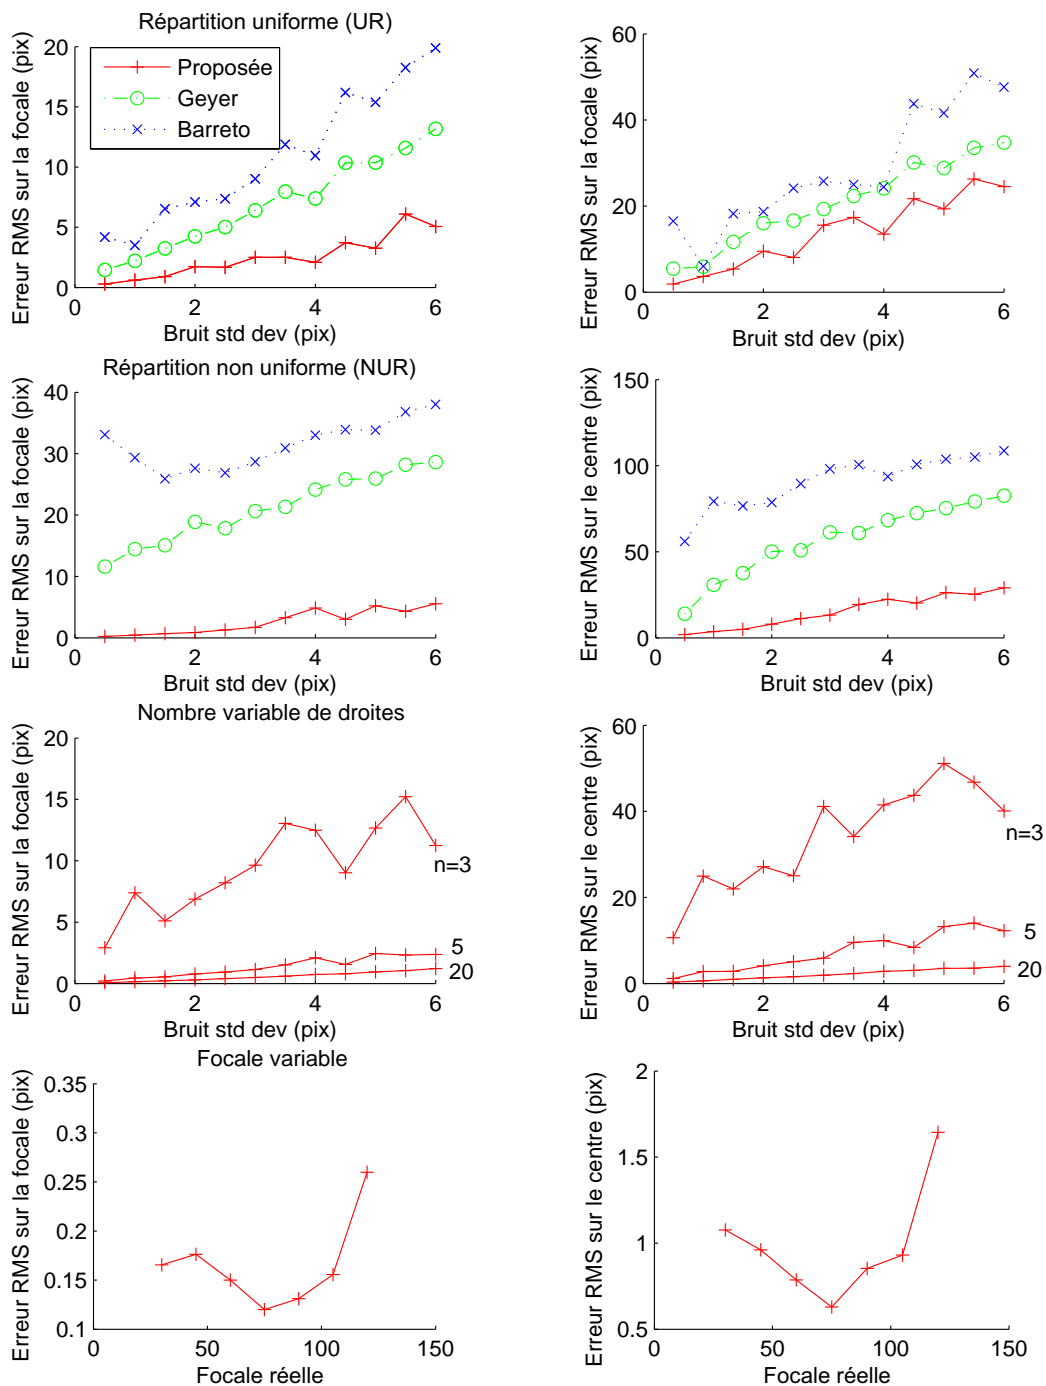 Répartition uniforme (UR)
Erreur RMS sur la focale (pix)
20
15
10
5
0
Proposée
Geyer
Barreto
0 2 4 6
Bruit std dev (pix)
Erreur RMS sur la focale (pix)
60
40
20
0
0 2 4 6
Bruit std dev (pix)
Répartition non uniforme (NUR)
Erreur RMS sur la focale (pix)
40
30
20
10
0
0 2 4 6
Bruit std dev (pix)
Erreur RMS sur le centre (pix)
150
100
50
0
0 2 4 6
Bruit std dev (pix)
Nombre variable de droites
Erreur RMS sur la focale (pix)
20
15
10
5
0
n=3
5
20
0 2 4 6
Bruit std dev (pix)
Erreur RMS sur le centre (pix)
60
40
20
0
n=3
5
20
0 2 4 6
Bruit std dev (pix)
Focale variable
Erreur RMS sur la focale (pix)
0.35
0.3
0.25
0.2
0.15
0.1
0 50 100 150
Focale réelle
Erreur RMS sur le centre (pix)
2
1.5
1
0.5
0 50 100 150
Focale réelle